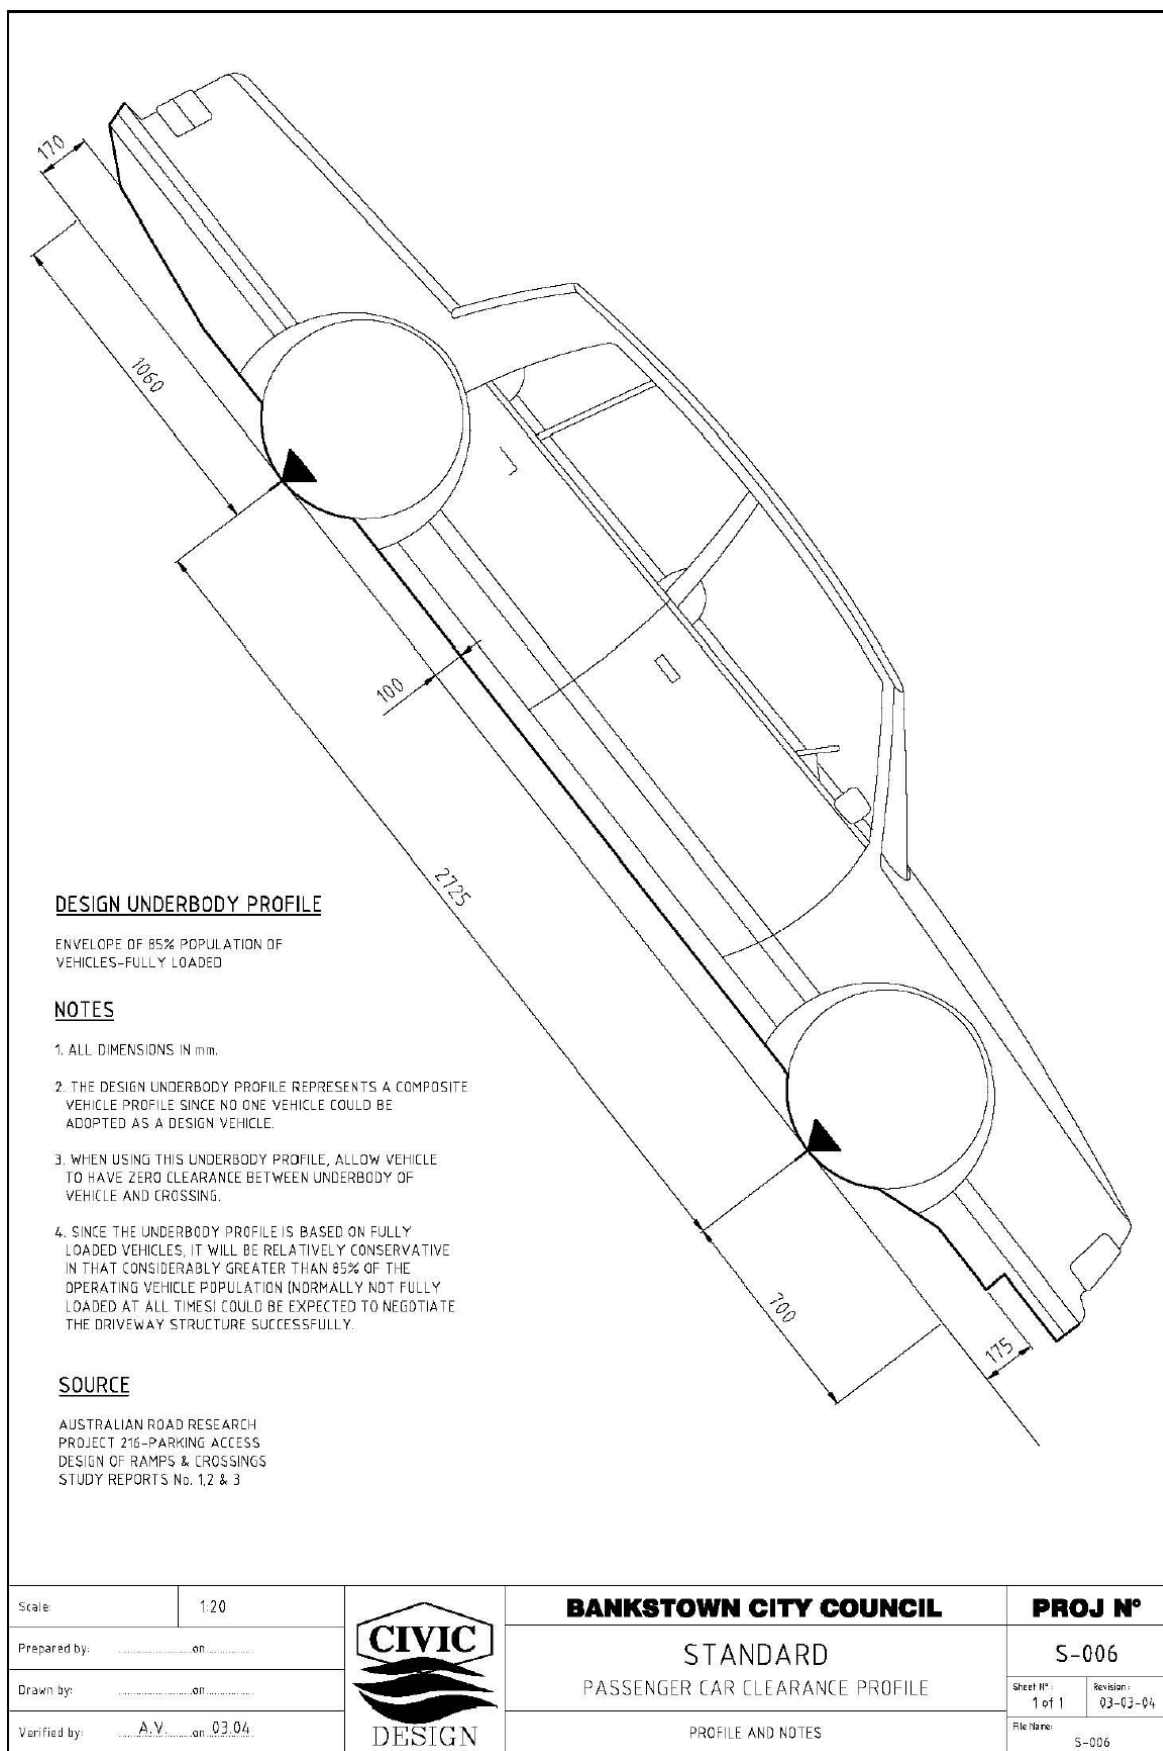 170
1060
100
2725
700
175
DESIGN UNDERBODY PROFILE
ENVELOPE OF 85% POPULATION OF
VEHICLES-FULLY LOADED
NOTES
1. ALL DIMENSIONS IN mm.
2. THE DESIGN UNDERBODY PROFILE REPRESENTS A COMPOSITE
VEHICLE PROFILE SINCE NO ONE VEHICLE COULD BE
ADOPTED AS A DESIGN VEHICLE.
3. WHEN USING THIS UNDERBODY PROFILE, ALLOW VEHICLE
TO HAVE ZERO CLEARANCE BETWEEN UNDERBODY OF
VEHICLE AND CROSSING.
4. SINCE THE UNDERBODY PROFILE IS BASED ON FULLY
LOADED VEHICLES, IT WILL BE RELATIVELY CONSERVATIVE
IN THAT CONSIDERABLY GREATER THAN 85% OF THE
OPERATING VEHICLE POPULATION (NORMALLY NOT FULLY
LOADED AT ALL TIMES) COULD BE EXPECTED TO NEGOTIATE
THE DRIVEWAY STRUCTURE SUCCESSFULLY.
SOURCE
AUSTRALIAN ROAD RESEARCH
PROJECT 216-PARKING ACCESS
DESIGN OF RAMPS & CROSSINGS
STUDY REPORTS No. 1,2 & 3
Scale: 1:20
Prepared by: ..................on............
Drawn by: ..................on............
Verified by: A.V. on 03.04
CIVIC
DESIGN
BANKSTOWN CITY COUNCIL
STANDARD
PASSENGER CAR CLEARANCE PROFILE
PROFILE AND NOTES
PROJ Nº
S-006
Sheet Nº: 1 of 1
Revision: 03-03-04
File Name: S-006